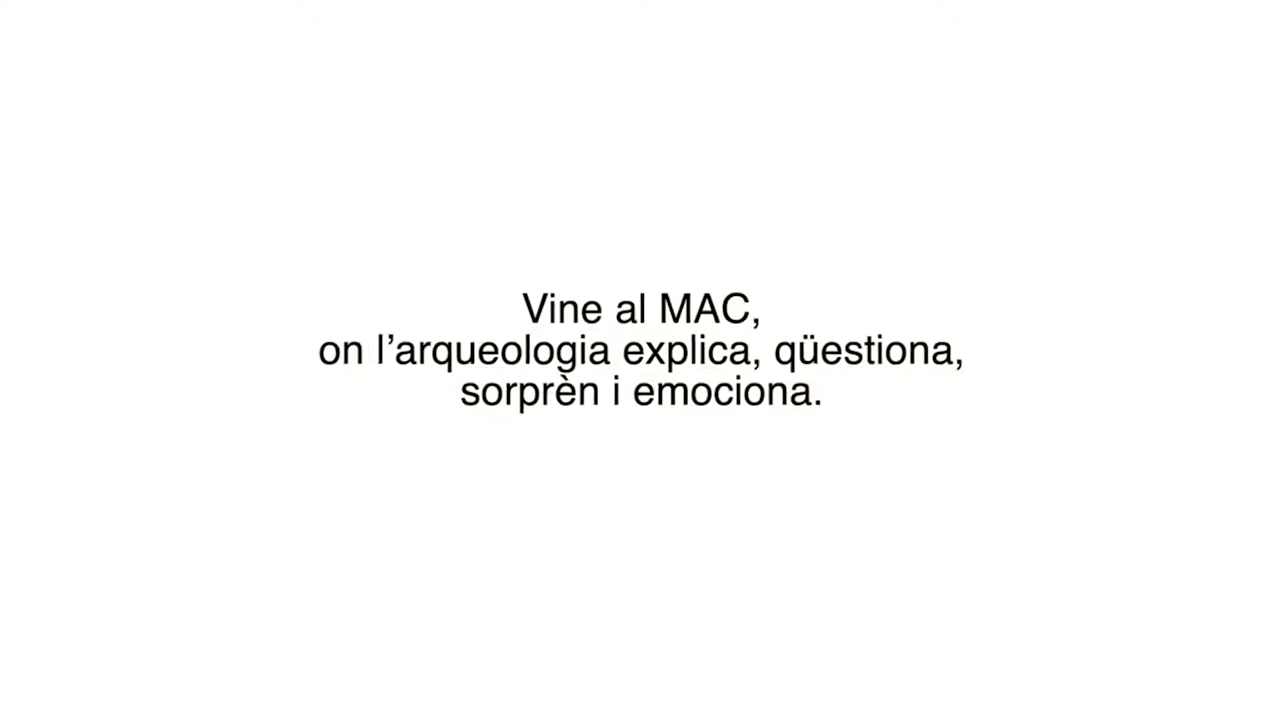 Vine al MAC,
on l’arqueologia explica, qüestiona,
sorprèn i emociona.